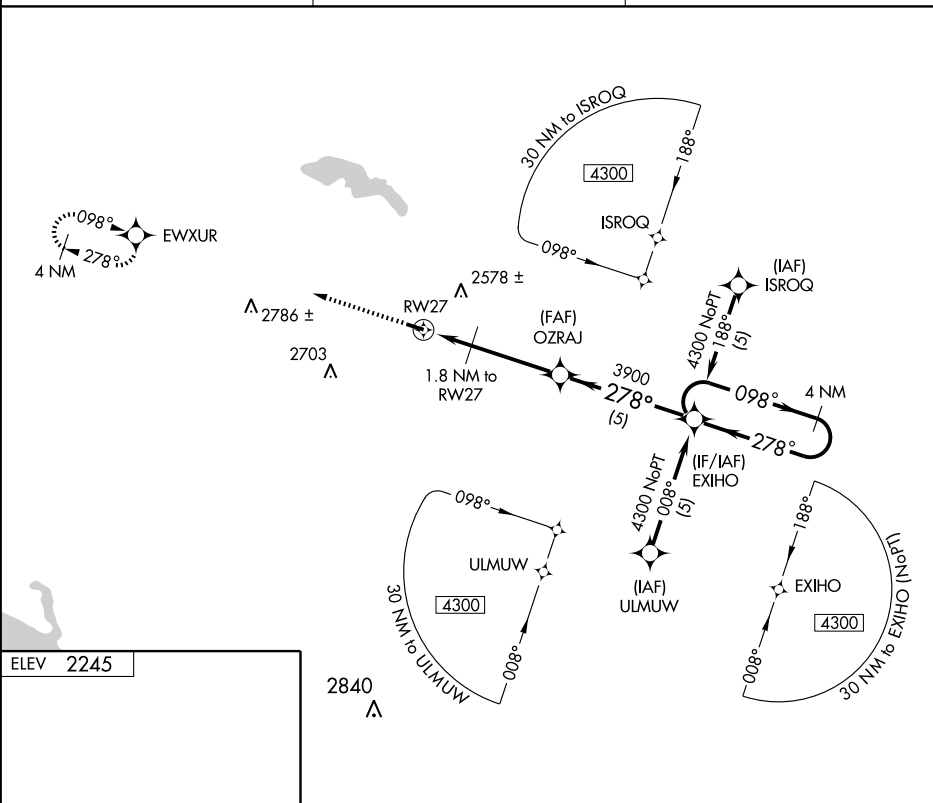 30 NM to ISROQ
188°
4300
ISROQ
098°
098°
EWXUR
278°
4 NM
(IAF)
ISROQ
2578 ±
RW27
2786 ±
(FAF)
OZRAJ
4300 NoPT
188°
(5)
2703
1.8 NM to
RW27
3900
278°
(5)
098°
4 NM
278°
(IF/IAF)
EXIHO
4300 NoPT
008°
(5)
098°
188°
ULMUW
(IAF)
ULMUW
EXIHO
4300
4300
30 NM to ULMUW
008°
008°
30 NM to EXIHO (NoPT)
ELEV 2245
2840